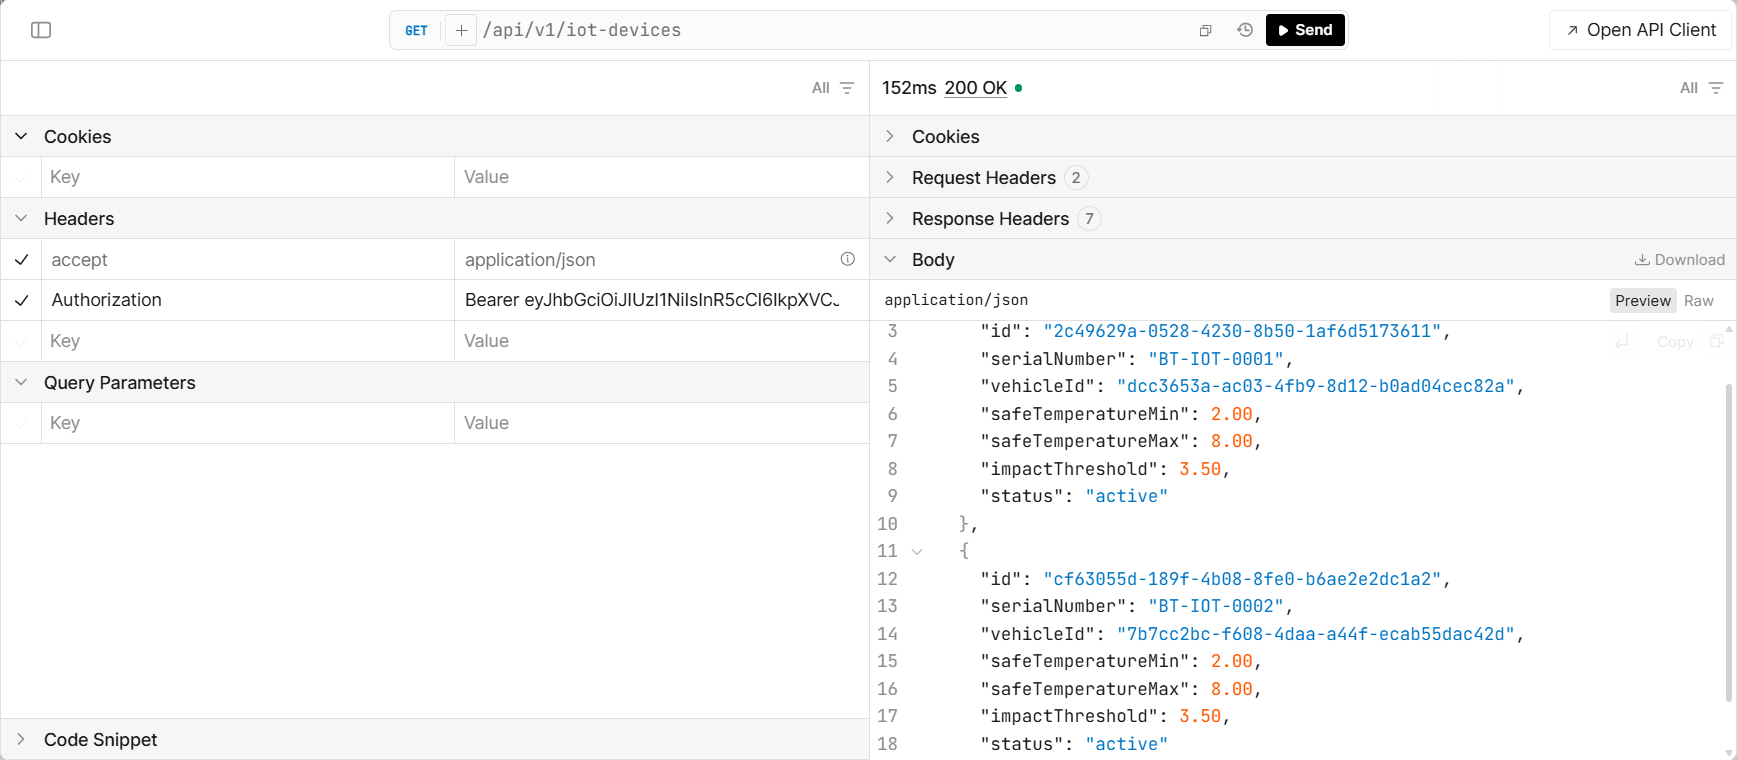 GET /api/v1/iot-devices Send Open API Client
All
152ms 200 OK All
Cookies
Key Value
Headers
accept application/json
Authorization Bearer eyJhbGciOiJIUzI1NiIsInR5cCI6IkpXVCJ
Key Value
Query Parameters
Key Value
Code Snippet
Cookies
Request Headers 2
Response Headers 7
Body Download
application/json Preview Raw
Copy
3 "id": "2c49629a-0528-4230-8b50-1af6d5173611",
4 "serialNumber": "BT-IOT-0001",
5 "vehicleId": "dcc3653a-ac03-4fb9-8d12-b0ad04cec82a",
6 "safeTemperatureMin": 2.00,
7 "safeTemperatureMax": 8.00,
8 "impactThreshold": 3.50,
9 "status": "active"
10 },
11 {
12 "id": "cf63055d-189f-4b08-8fe0-b6ae2e2dc1a2",
13 "serialNumber": "BT-IOT-0002",
14 "vehicleId": "7b7cc2bc-f608-4daa-a44f-ecab55dac42d",
15 "safeTemperatureMin": 2.00,
16 "safeTemperatureMax": 8.00,
17 "impactThreshold": 3.50,
18 "status": "active"